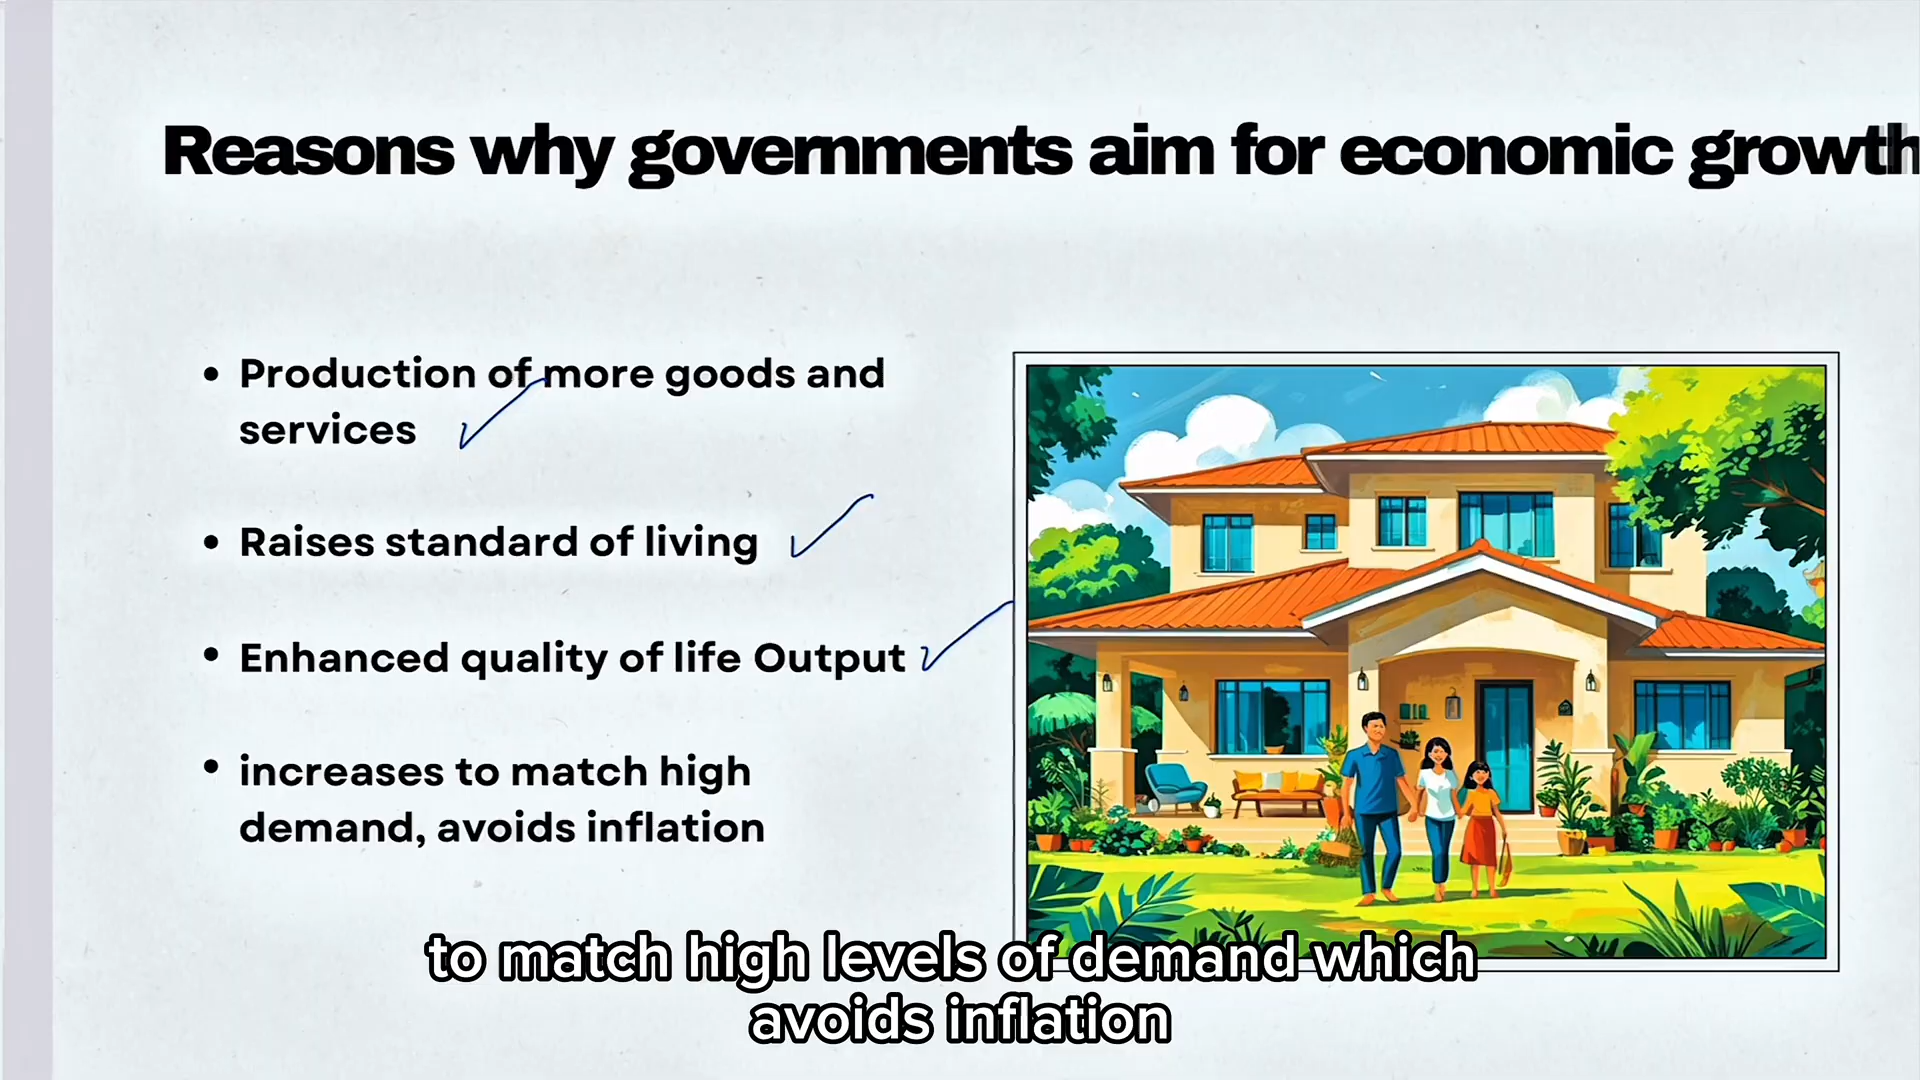 Reasons why governments aim for economic growth
• Production of more goods and
services
• Raises standard of living
• Enhanced quality of life Output
• increases to match high
demand, avoids inflation
to match high levels of demand which
avoids inflation